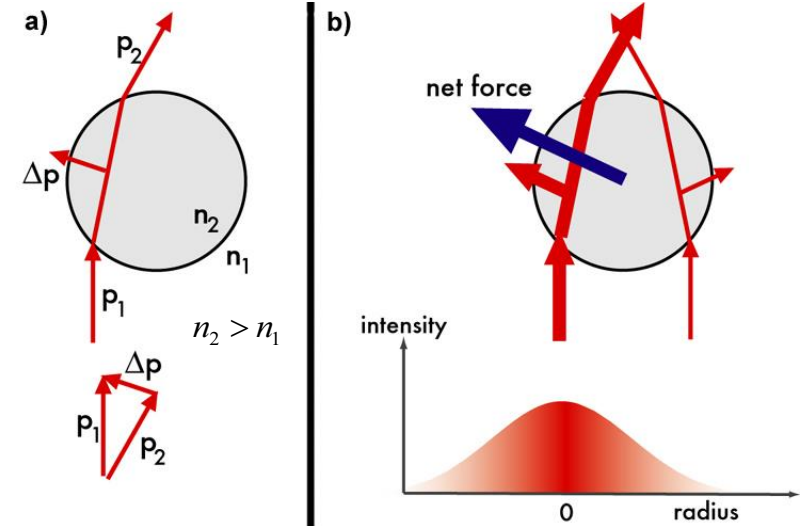 a)
p₂
Δp
n₂
n₁
p₁
n₂ > n₁
Δp
p₁
p₂
b)
net force
intensity
0
radius